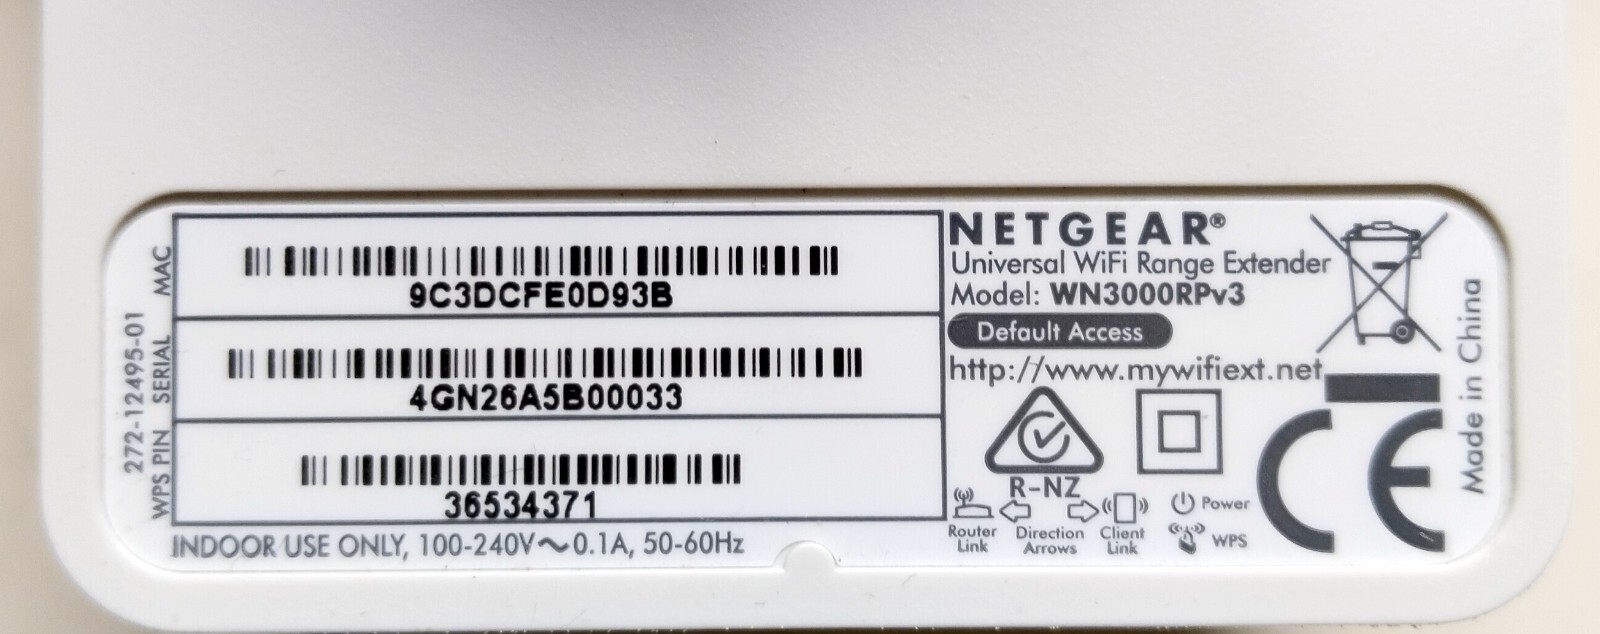 272-12495-01
MAC
9C3DCFE0D93B
SERIAL
4GN26A5B00033
WPS PIN
36534371
INDOOR USE ONLY, 100-240V~0.1A, 50-60Hz
NETGEAR®
Universal WiFi Range Extender
Model: WN3000RPv3
Default Access
http://www.mywifiext.net
R-NZ
Router
Link
Direction
Arrows
Client
Link
Power
WPS
CE
Made in China